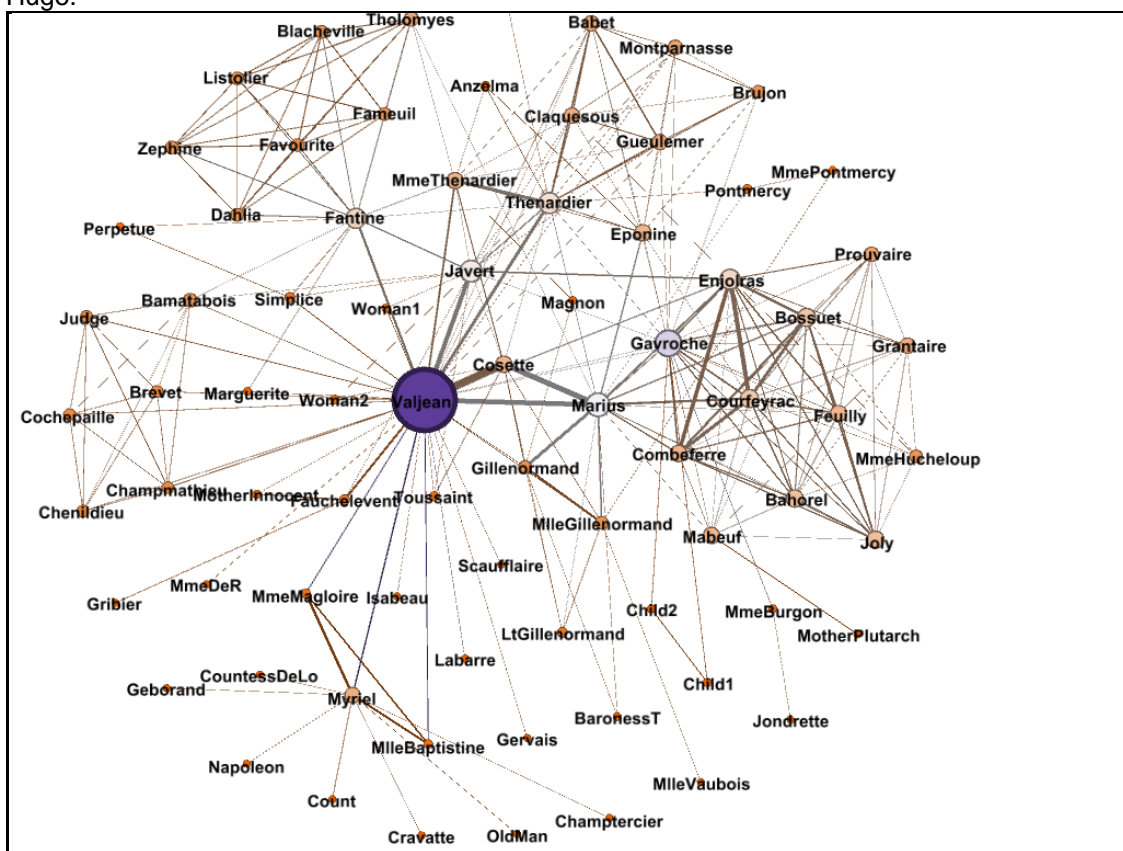 Hugo.
Tholomyes
Blacheville
Babet
Montparnasse
Listolier
Anzelma
Brujon
Fameuil
Claquesous
Zephine
Favourite
Gueulemer
MmePontmercy
MmeThenardier
Pontmercy
Thenardier
Dahlia
Fantine
Perpetue
Eponine
Prouvaire
Javert
Enjolras
Bamatabois
Simplice
Magnon
Woman1
Judge
Bossuet
Gavroche
Grantaire
Cosette
Brevet
Marguerite
Woman2
Valjean
Marius
Courfeyrac
Feuilly
Cochepaille
Combeferre
MmeHucheloup
Gillenormand
Champmathieu
MotherInnocent
Fauchelevent
Toussaint
Bahorel
Chenildieu
MlleGillenormand
Mabeuf
Joly
Scaufflaire
MmeDeR
MmeMagloire
Isabeau
Gribier
Child2
MmeBurgon
LtGillenormand
MotherPlutarch
Labarre
CountessDeLo
Geborand
Myriel
Child1
BaronessT
Jondrette
MlleBaptistine
Gervais
Napoleon
MlleVaubois
Count
Champtercier
Cravatte
OldMan